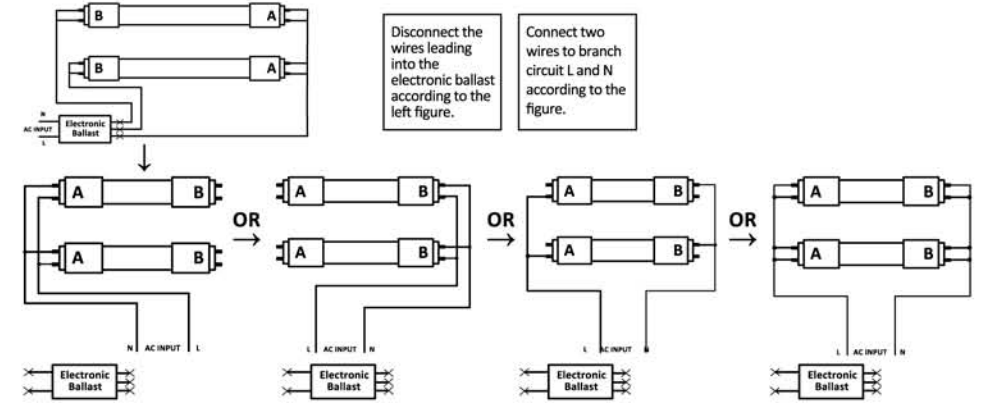 B A
B A
N
AC INPUT
L
Electronic
Ballast
Disconnect the
wires leading
into the
electronic ballast
according to the
left figure.
Connect two
wires to branch
circuit L and N
according to the
figure.
A B
A B
N AC INPUT L
Electronic
Ballast
OR
A B
A B
L AC INPUT N
Electronic
Ballast
OR
A B
A B
L AC INPUT N
Electronic
Ballast
OR
A B
A B
L AC INPUT N
Electronic
Ballast